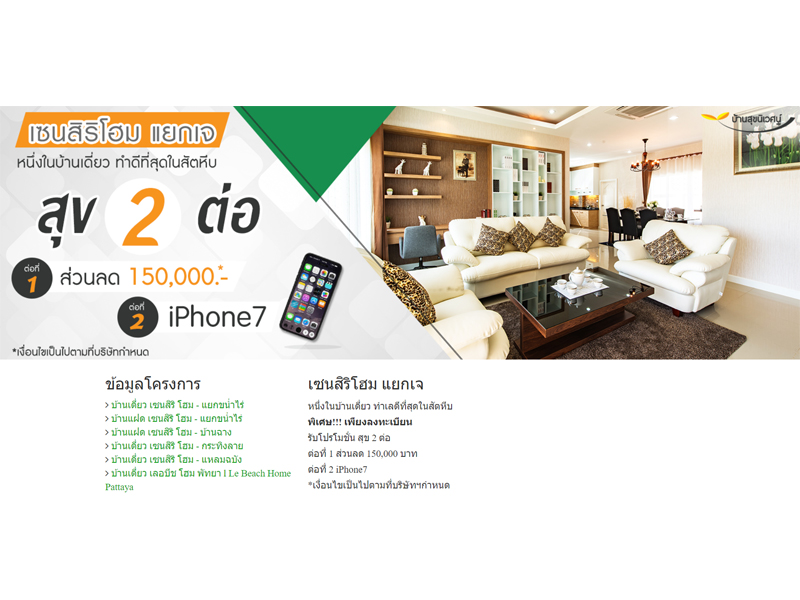 เซนสิริโฮม แยกเจ
หนึ่งในบ้านเดี่ยว ทำดีที่สุดในสัตหีบ
สุข 2 ต่อ
ต่อที่ 1 ส่วนลด 150,000.-*
ต่อที่ 2 iPhone7
*เงื่อนไขเป็นไปตามที่บริษัทกำหนด
บ้านสุขนิเวศน์
ข้อมูลโครงการ
> บ้านเดี่ยว เซนสิริ โฮม - แยกขนำไร่
> บ้านแฝด เซนสิริ โฮม - แยกขนำไร่
> บ้านแฝด เซนสิริ โฮม - บ้านฉาง
> บ้านเดี่ยว เซนสิริ โฮม - กระทิงลาย
> บ้านเดี่ยว เซนสิริ โฮม - แหลมฉบัง
> บ้านเดี่ยว เลอบีช โฮม พัทยา l Le Beach Home
Pattaya
เซนสิริโฮม แยกเจ
หนึ่งในบ้านเดี่ยว ทำเลดีที่สุดในสัตหีบ
พิเศษ!!! เพียงลงทะเบียน
รับโปรโมชั่น สุข 2 ต่อ
ต่อที่ 1 ส่วนลด 150,000 บาท
ต่อที่ 2 iPhone7
*เงื่อนไขเป็นไปตามที่บริษัทฯกำหนด